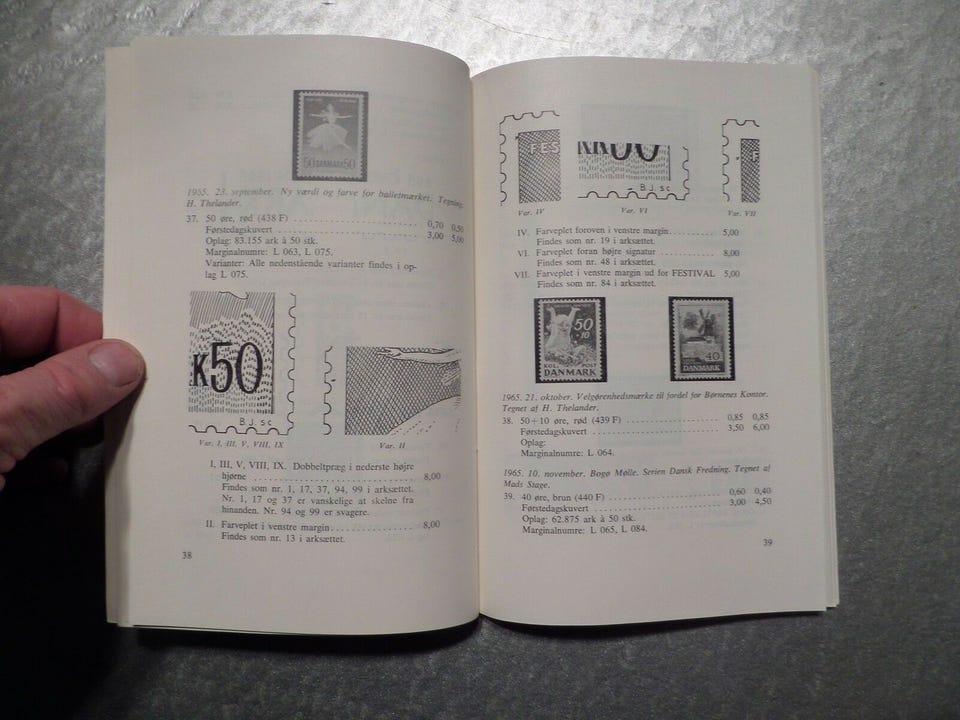 50 DANMARK 50
1955. 23. september. Ny værdi og farve for balletmærket. Tegning,
H. Thelander.
37. 50 øre, rød (438 F) 0,70 0,50
Førstedagskuvert 3,00 5,00
Oplag: 83.155 ark à 50 stk.
Marginalnumre: L 063, L 075.
Varianter: Alle nedenstående varianter findes i op-
lag L 075.
K50
B.J. sc
Var. I, III, V, VIII, IX
Var. II
I, III, V, VIII, IX. Dobbeltpræg i nederste højre
hjørne 8,00
Findes som nr. 1, 17, 37, 94, 99 i arksættet.
Nr. 1, 17 og 37 er vanskelige at skelne fra
hinanden. Nr. 94 og 99 er svagere.
II. Farveplet i venstre margin 8,00
Findes som nr. 13 i arksættet.
38
FES
B.J. sc
F
Var. IV
Var. VI
Var. VII
IV. Farveplet foroven i venstre margin 5,00
Findes som nr. 19 i arksættet.
VI. Farveplet foran højre signatur 8,00
Findes som nr. 48 i arksættet.
VII. Farveplet i venstre margin ud for FESTIVAL 5,00
Findes som nr. 84 i arksættet.
50
+10
KGL. POST
DANMARK
40
DANMARK
1965. 21. oktober. Velgørenhedsmærke til fordel for Børnenes Kontor.
Tegnet af H. Thelander.
38. 50+10 øre, rød (439 F) 0,85 0,85
Førstedagskuvert 3,50 6,00
Oplag:
Marginalnumre: L 064.
1965. 10. november. Bogø Mølle. Serien Dansk Fredning. Tegnet af
Mads Stage.
39. 40 øre, brun (440 F) 0,60 0,40
Førstedagskuvert 3,00 4,50
Oplag: 62.875 ark à 50 stk.
Marginalnumre: L 065, L 084.
39